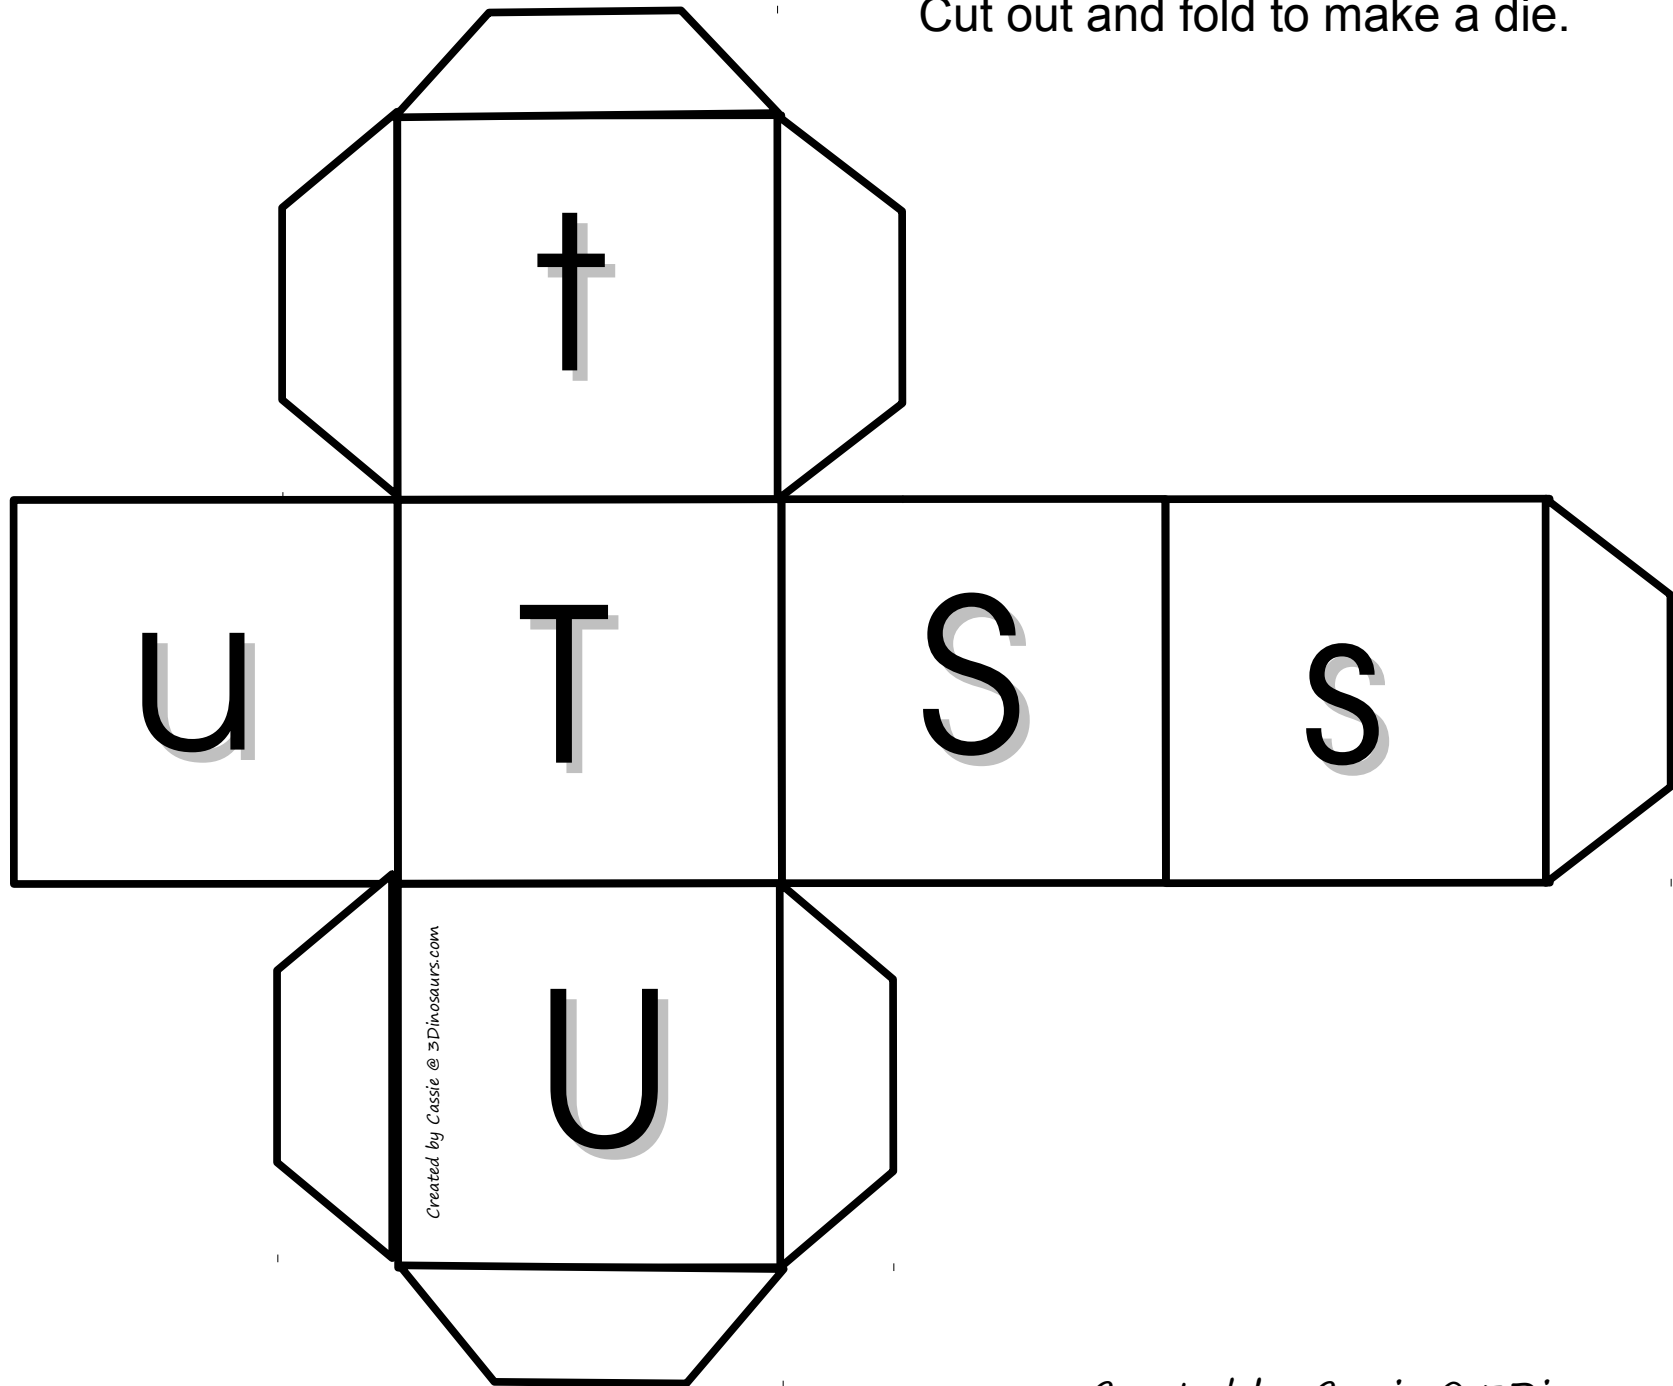 Cut out and fold to make a die.
t
u T S s
U
Created by Cassie @ 3Dinosaurs.com